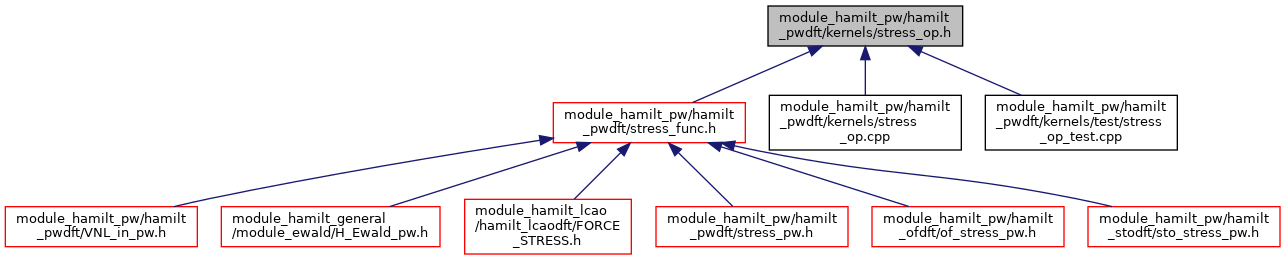 module_hamilt_pw/hamilt
_pwdft/kernels/stress_op.h
module_hamilt_pw/hamilt
_pwdft/stress_func.h
module_hamilt_pw/hamilt
_pwdft/kernels/stress
_op.cpp
module_hamilt_pw/hamilt
_pwdft/kernels/test/stress
_op_test.cpp
module_hamilt_pw/hamilt
_pwdft/VNL_in_pw.h
module_hamilt_general
/module_ewald/H_Ewald_pw.h
module_hamilt_lcao
/hamilt_lcaodft/FORCE
_STRESS.h
module_hamilt_pw/hamilt
_pwdft/stress_pw.h
module_hamilt_pw/hamilt
_ofdft/of_stress_pw.h
module_hamilt_pw/hamilt
_stodft/sto_stress_pw.h